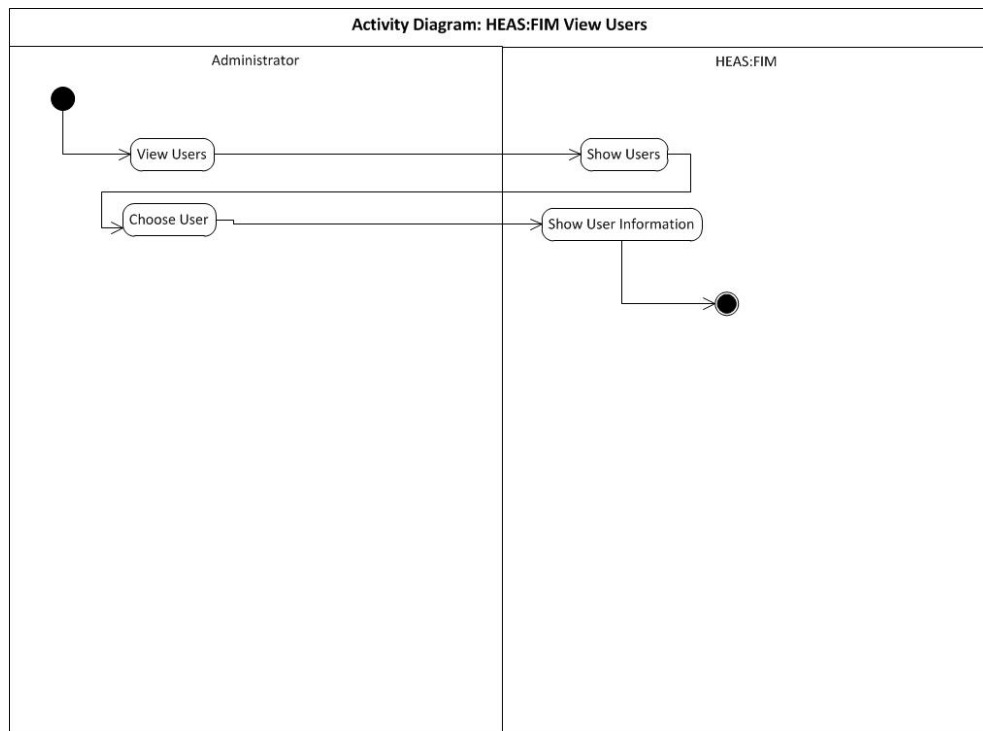 Activity Diagram: HEAS:FIM View Users
Administrator
HEAS:FIM
View Users
Show Users
Choose User
Show User Information